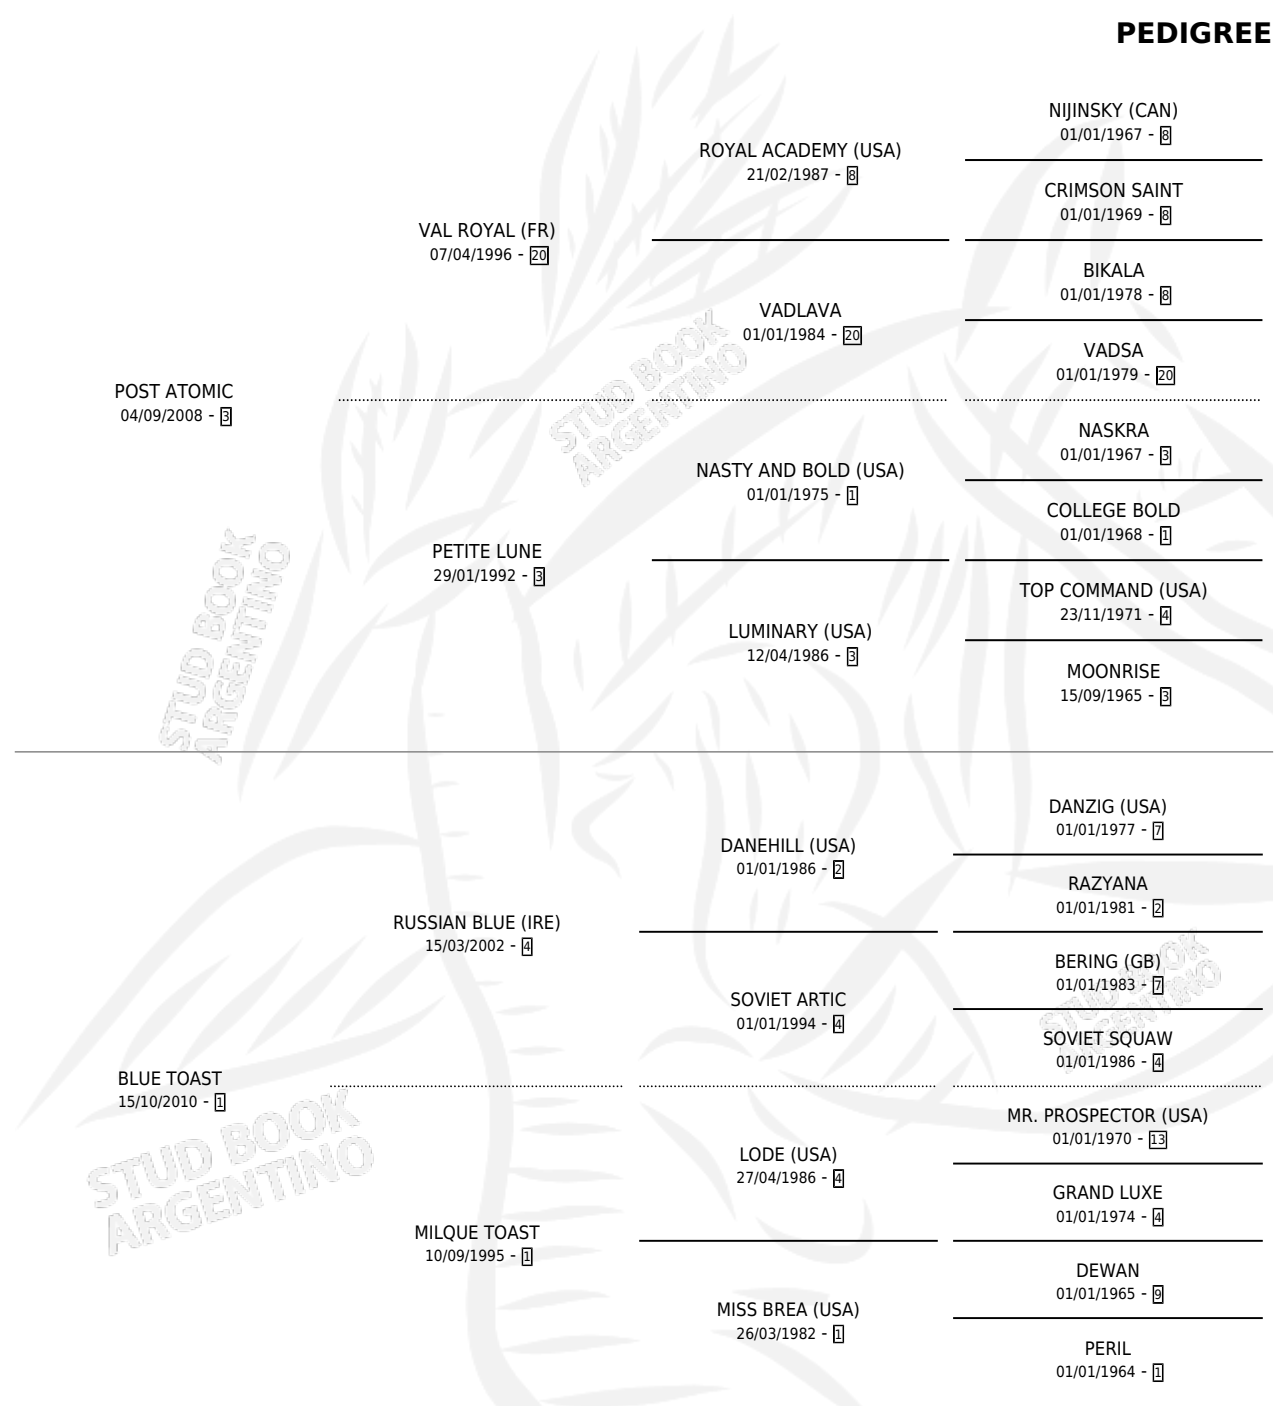 PEDIGREE
NIJINSKY (CAN)
01/01/1967 - 8
ROYAL ACADEMY (USA)
21/02/1987 - 8
CRIMSON SAINT
01/01/1969 - 8
VAL ROYAL (FR)
07/04/1996 - 20
BIKALA
01/01/1978 - 8
VADLAVA
01/01/1984 - 20
VADSA
01/01/1979 - 20
POST ATOMIC
04/09/2008 - 3
STUD BOOK
ARGENTINO
NASKRA
01/01/1967 - 3
NASTY AND BOLD (USA)
01/01/1975 - 1
COLLEGE BOLD
01/01/1968 - 1
PETITE LUNE
29/01/1992 - 3
TOP COMMAND (USA)
23/11/1971 - 4
LUMINARY (USA)
12/04/1986 - 3
MOONRISE
15/09/1965 - 3
STUD BOOK
ARGENTINO
DANZIG (USA)
01/01/1977 - 7
DANEHILL (USA)
01/01/1986 - 2
RAZYANA
01/01/1981 - 2
RUSSIAN BLUE (IRE)
15/03/2002 - 4
BERING (GB)
01/01/1983 - 7
SOVIET ARTIC
01/01/1994 - 4
STUD BOOK
ARGENTINO
SOVIET SQUAW
01/01/1986 - 4
BLUE TOAST
15/10/2010 - 1
MR. PROSPECTOR (USA)
01/01/1970 - 13
LODE (USA)
27/04/1986 - 4
STUD BOOK
ARGENTINO
GRAND LUXE
01/01/1974 - 4
MILQUE TOAST
10/09/1995 - 1
DEWAN
01/01/1965 - 9
MISS BREA (USA)
26/03/1982 - 1
PERIL
01/01/1964 - 1